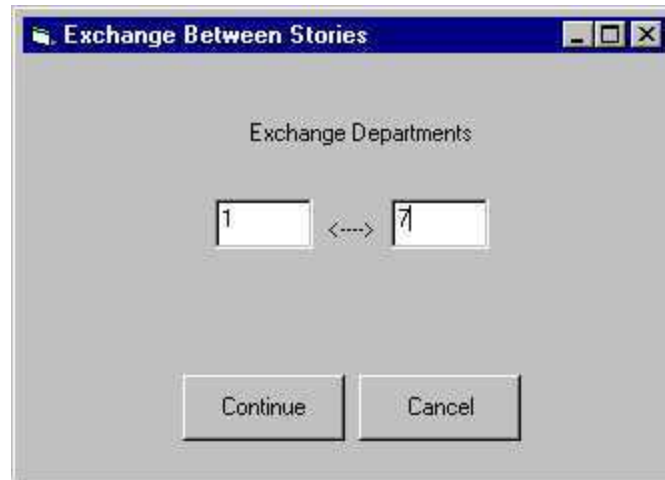 Exchange Between Stories
Exchange Departments
1 <----> 7
Continue Cancel